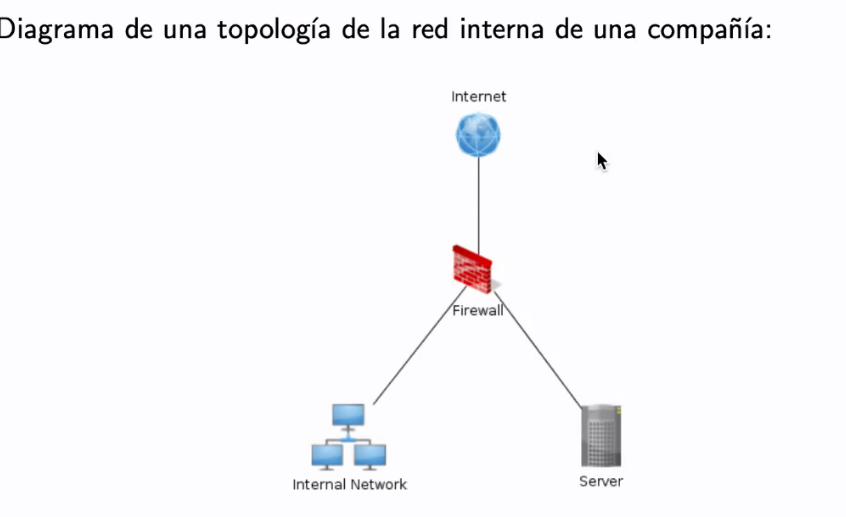 Diagrama de una topología de la red interna de una compañía:
Internet
Firewall
Internal Network
Server